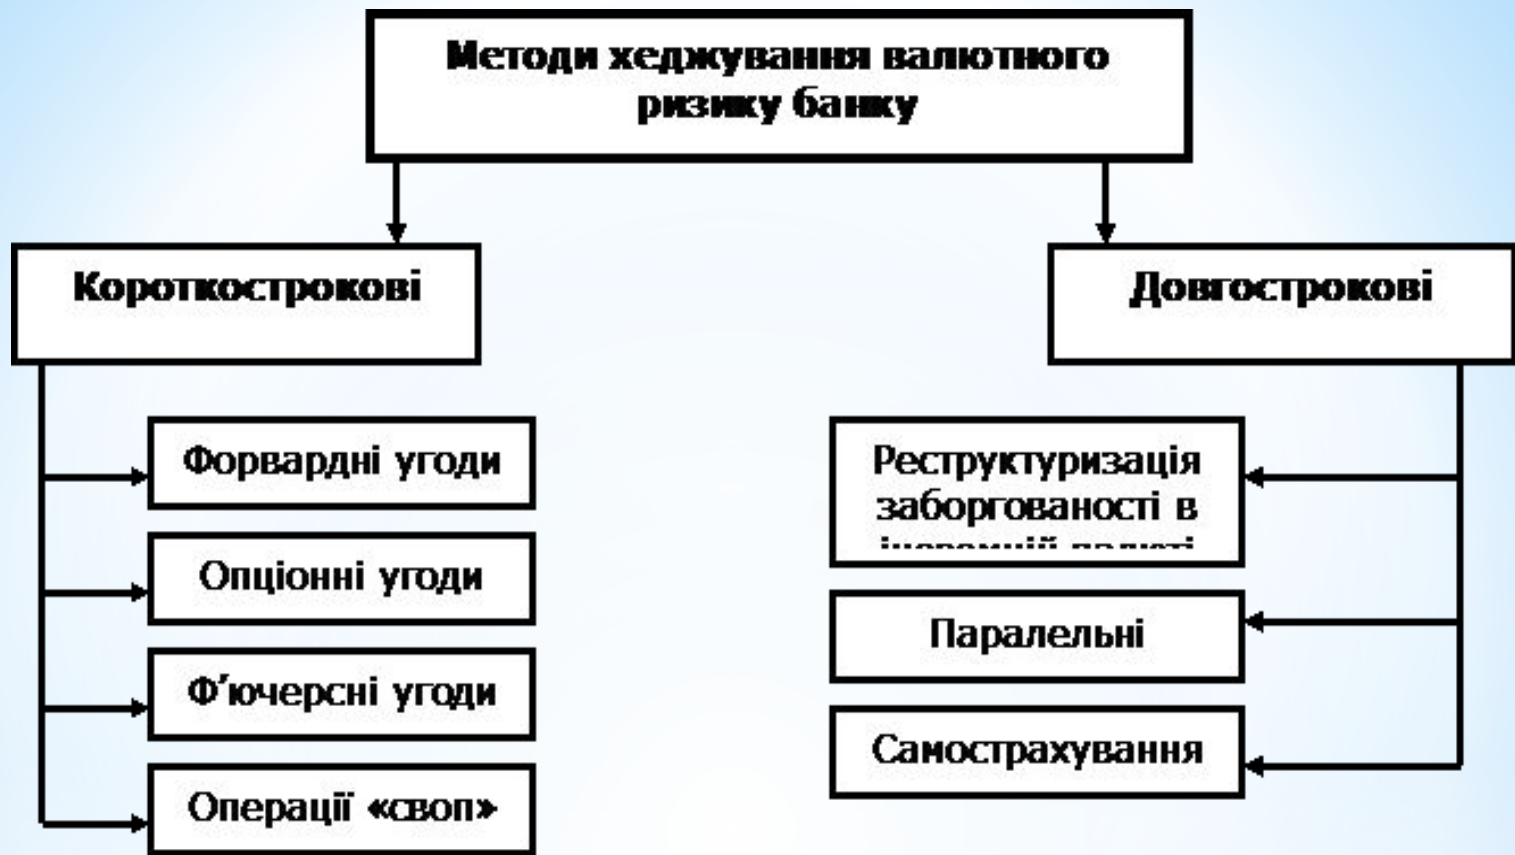 Методи хеджування валютного
ризику банку
Короткострокові
Довгострокові
Форвардні угоди
Опціонні угоди
Ф’ючерсні угоди
Операції «своп»
Реструктуризація
заборгованості в
Паралельні
Самострахування